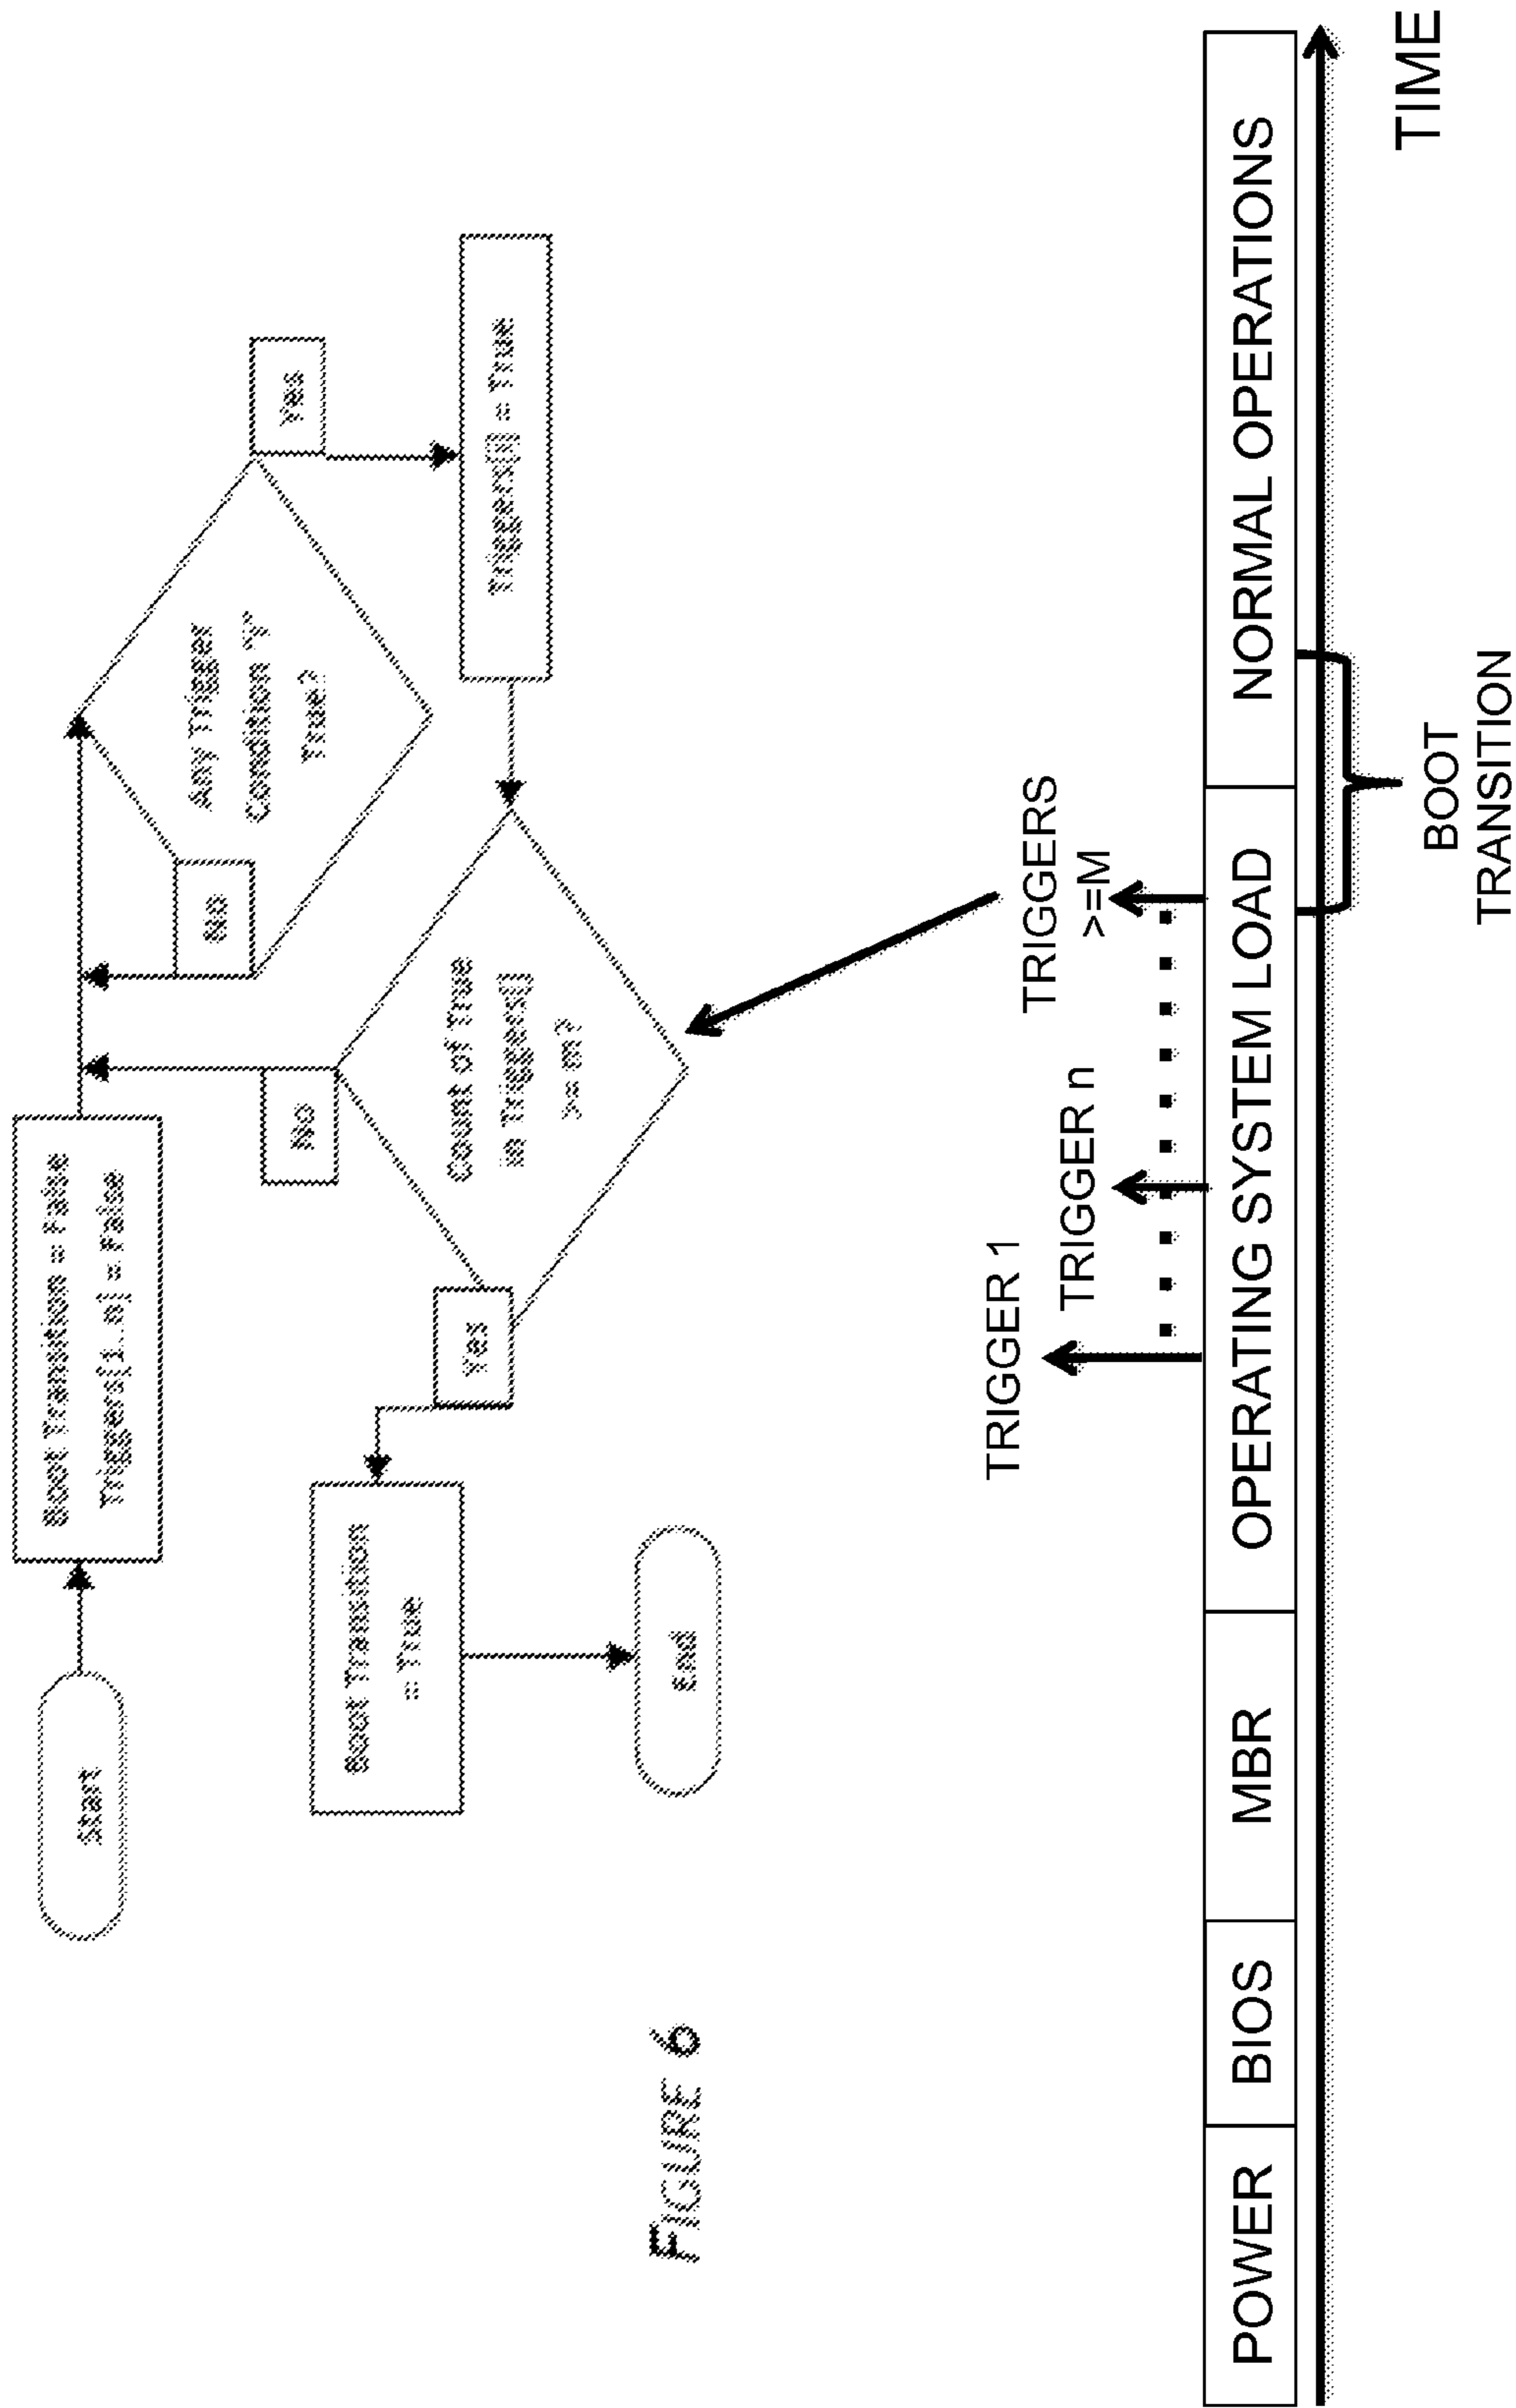 Start
Boot Transition = False
Triggers[1..n] = False
Any Trigger
Condition "i"
True?
No
Yes
Triggers[i] = True
Count of True
in Triggers[]
>= m?
No
Yes
Boot Transition
= True
End
FIGURE 6
TRIGGER 1
TRIGGER n
TRIGGERS
>=M
POWER
BIOS
MBR
OPERATING SYSTEM LOAD
NORMAL OPERATIONS
BOOT
TRANSITION
TIME